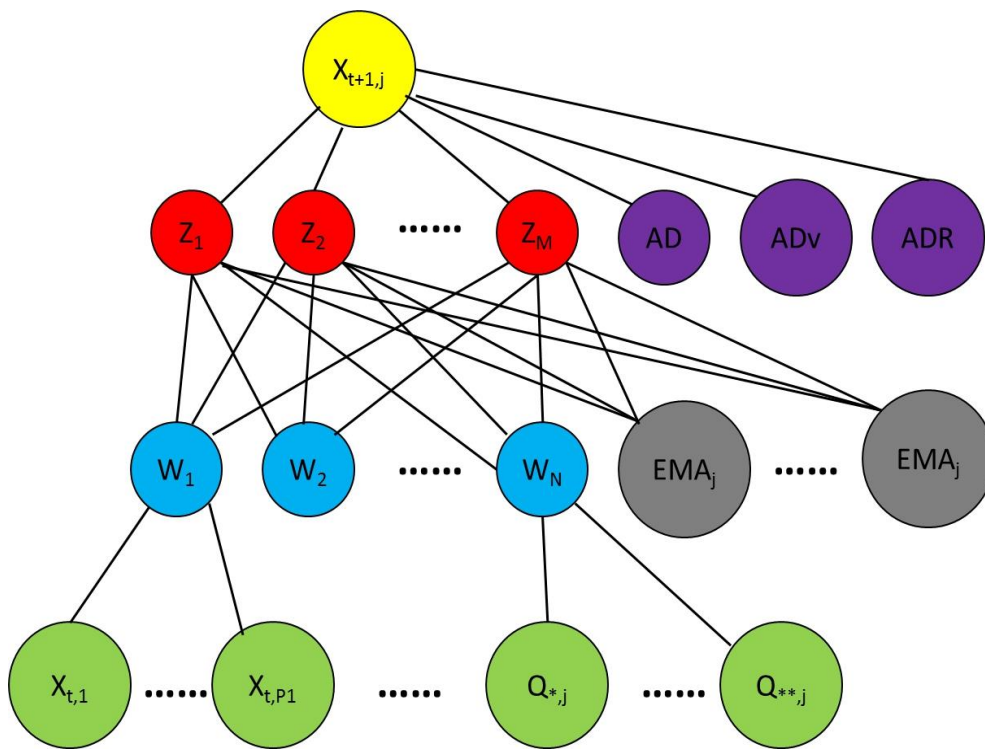 X_{t+1,j}
Z_1 Z_2 ...... Z_M AD ADv ADR
W_1 W_2 ...... W_N EMA_j ...... EMA_j
X_{t,1} ...... X_{t,P1} ...... Q_{*,j} ...... Q_{**,j}